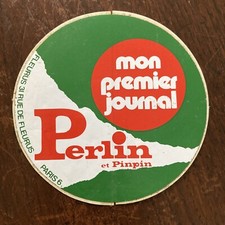 mon
premier
journal
Perlin
et Pinpin
FLEURUS 31 RUE DE FLEURUS
PARIS 6